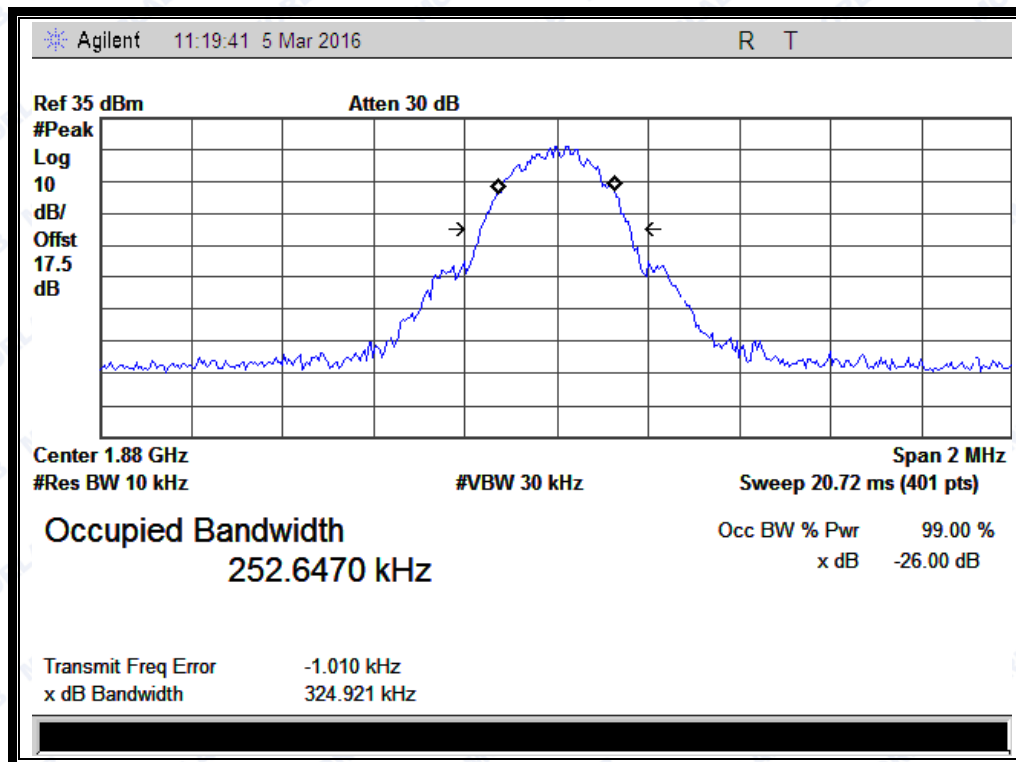 Agilent 11:19:41 5 Mar 2016 R T
Ref 35 dBm Atten 30 dB
#Peak
Log
10
dB/
Offst
17.5
dB
Center 1.88 GHz Span 2 MHz
#Res BW 10 kHz #VBW 30 kHz Sweep 20.72 ms (401 pts)
Occupied Bandwidth Occ BW % Pwr 99.00 %
252.6470 kHz x dB -26.00 dB
Transmit Freq Error -1.010 kHz
x dB Bandwidth 324.921 kHz